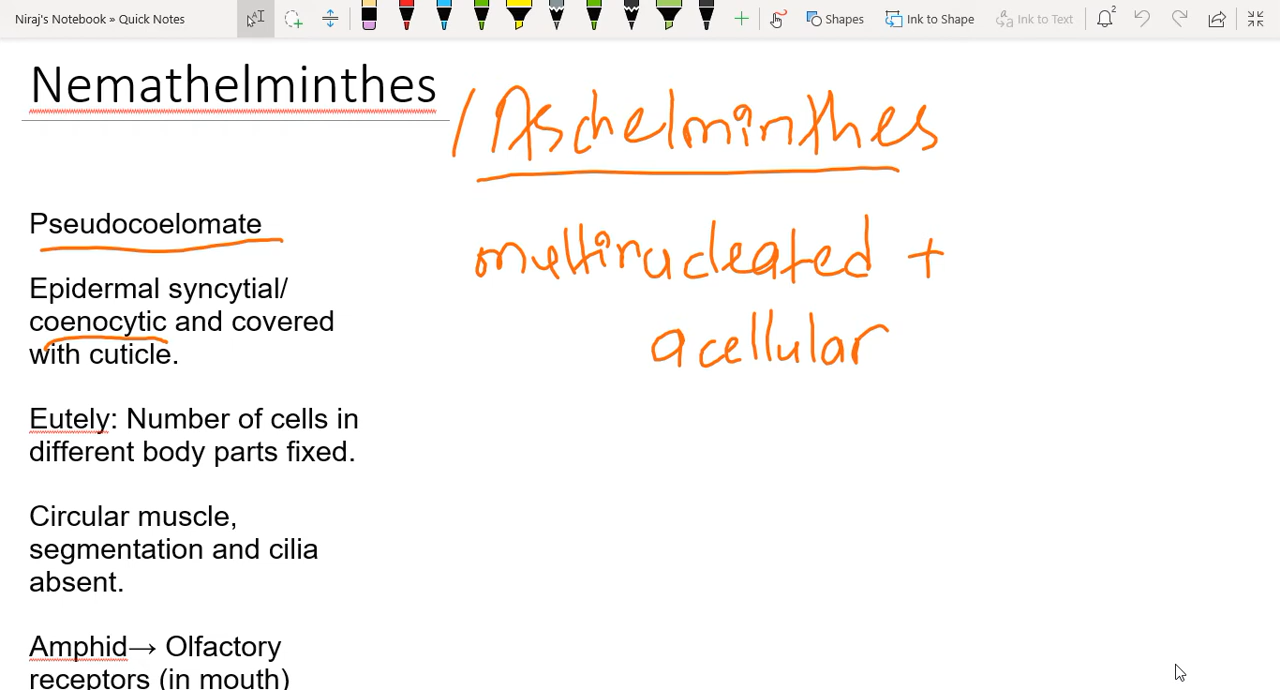 Niraj's Notebook » Quick Notes
Shapes
Ink to Shape
Ink to Text
2
Nemathelminthes
/Aschelminthes
Pseudocoelomate
multinucleated +
acellular
Epidermal syncytial/
coenocytic and covered
with cuticle.
Eutely: Number of cells in
different body parts fixed.
Circular muscle,
segmentation and cilia
absent.
Amphid→ Olfactory
receptors (in mouth)